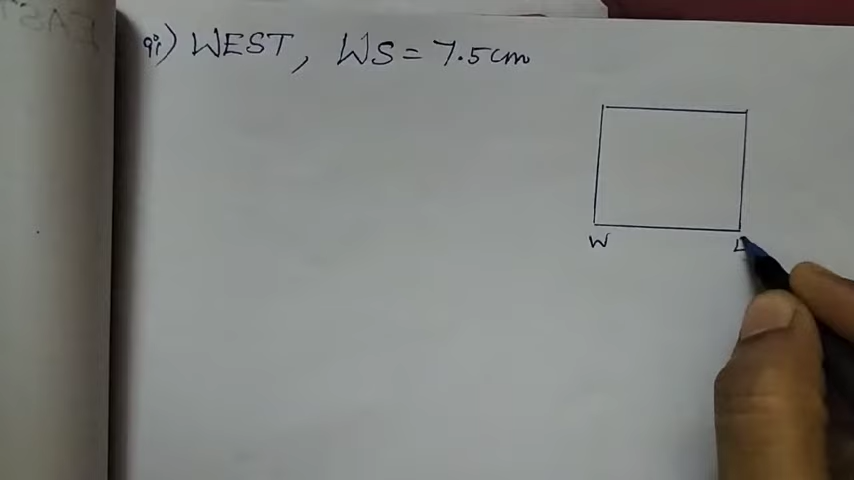 ii) WEST, WS = 7.5cm
W